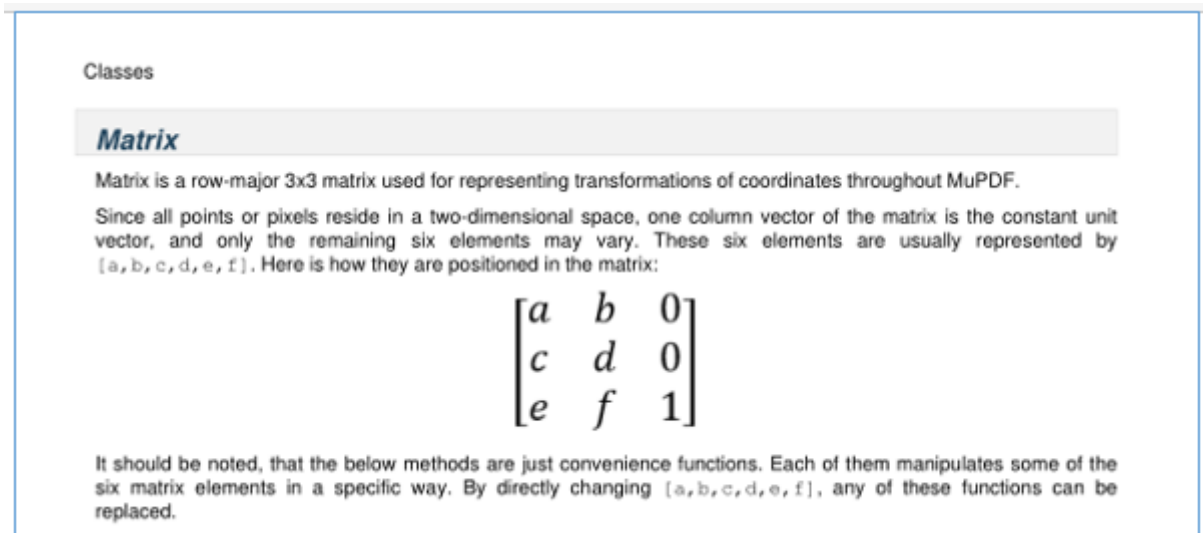 Classes
Matrix
Matrix is a row-major 3x3 matrix used for representing transformations of coordinates throughout MuPDF.
Since all points or pixels reside in a two-dimensional space, one column vector of the matrix is the constant unit
vector, and only the remaining six elements may vary. These six elements are usually represented by
[a,b,c,d,e,f]. Here is how they are positioned in the matrix:
a b 0
c d 0
e f 1
It should be noted, that the below methods are just convenience functions. Each of them manipulates some of the
six matrix elements in a specific way. By directly changing [a,b,c,d,e,f], any of these functions can be
replaced.